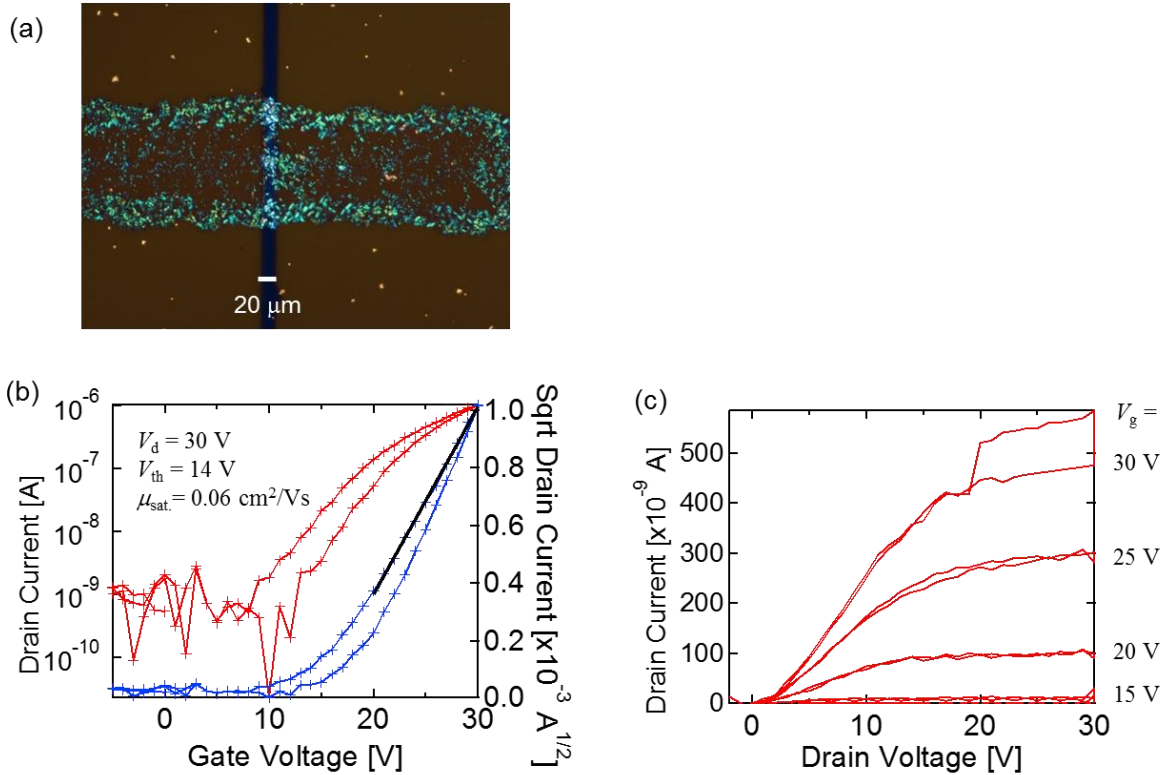 (a)
20 μm
(b)
10⁻⁶
10⁻⁷
10⁻⁸
10⁻⁹
10⁻¹⁰
Drain Current [A]
V_d = 30 V
V_th = 14 V
μ_sat. = 0.06 cm²/Vs
1.0
0.8
0.6
0.4
0.2
0.0
Sqrt Drain Current [x10⁻³ A^1/2]
0
10
20
30
Gate Voltage [V]
(c)
500
400
300
200
100
0
Drain Current [x10⁻⁹ A]
V_g =
30 V
25 V
20 V
15 V
0
10
20
30
Drain Voltage [V]